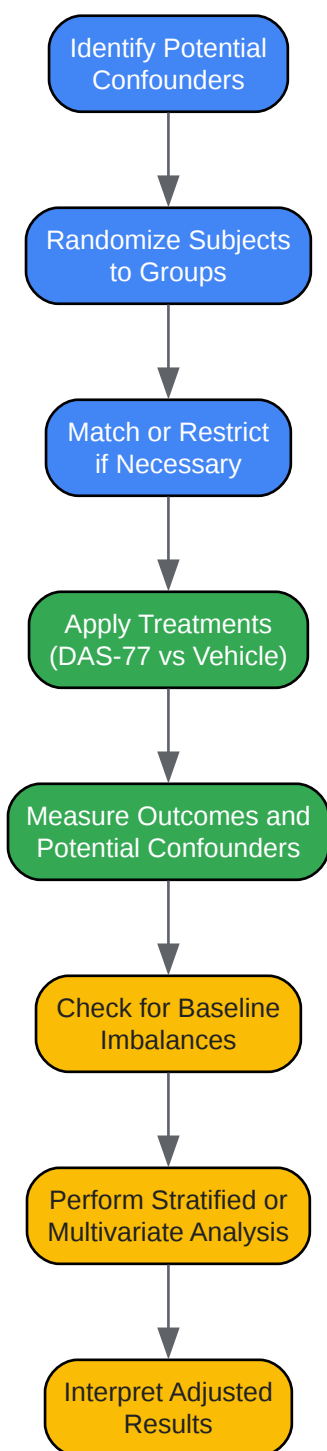 Identify Potential
Confounders
Randomize Subjects
to Groups
Match or Restrict
if Necessary
Apply Treatments
(DAS-77 vs Vehicle)
Measure Outcomes and
Potential Confounders
Check for Baseline
Imbalances
Perform Stratified or
Multivariate Analysis
Interpret Adjusted
Results